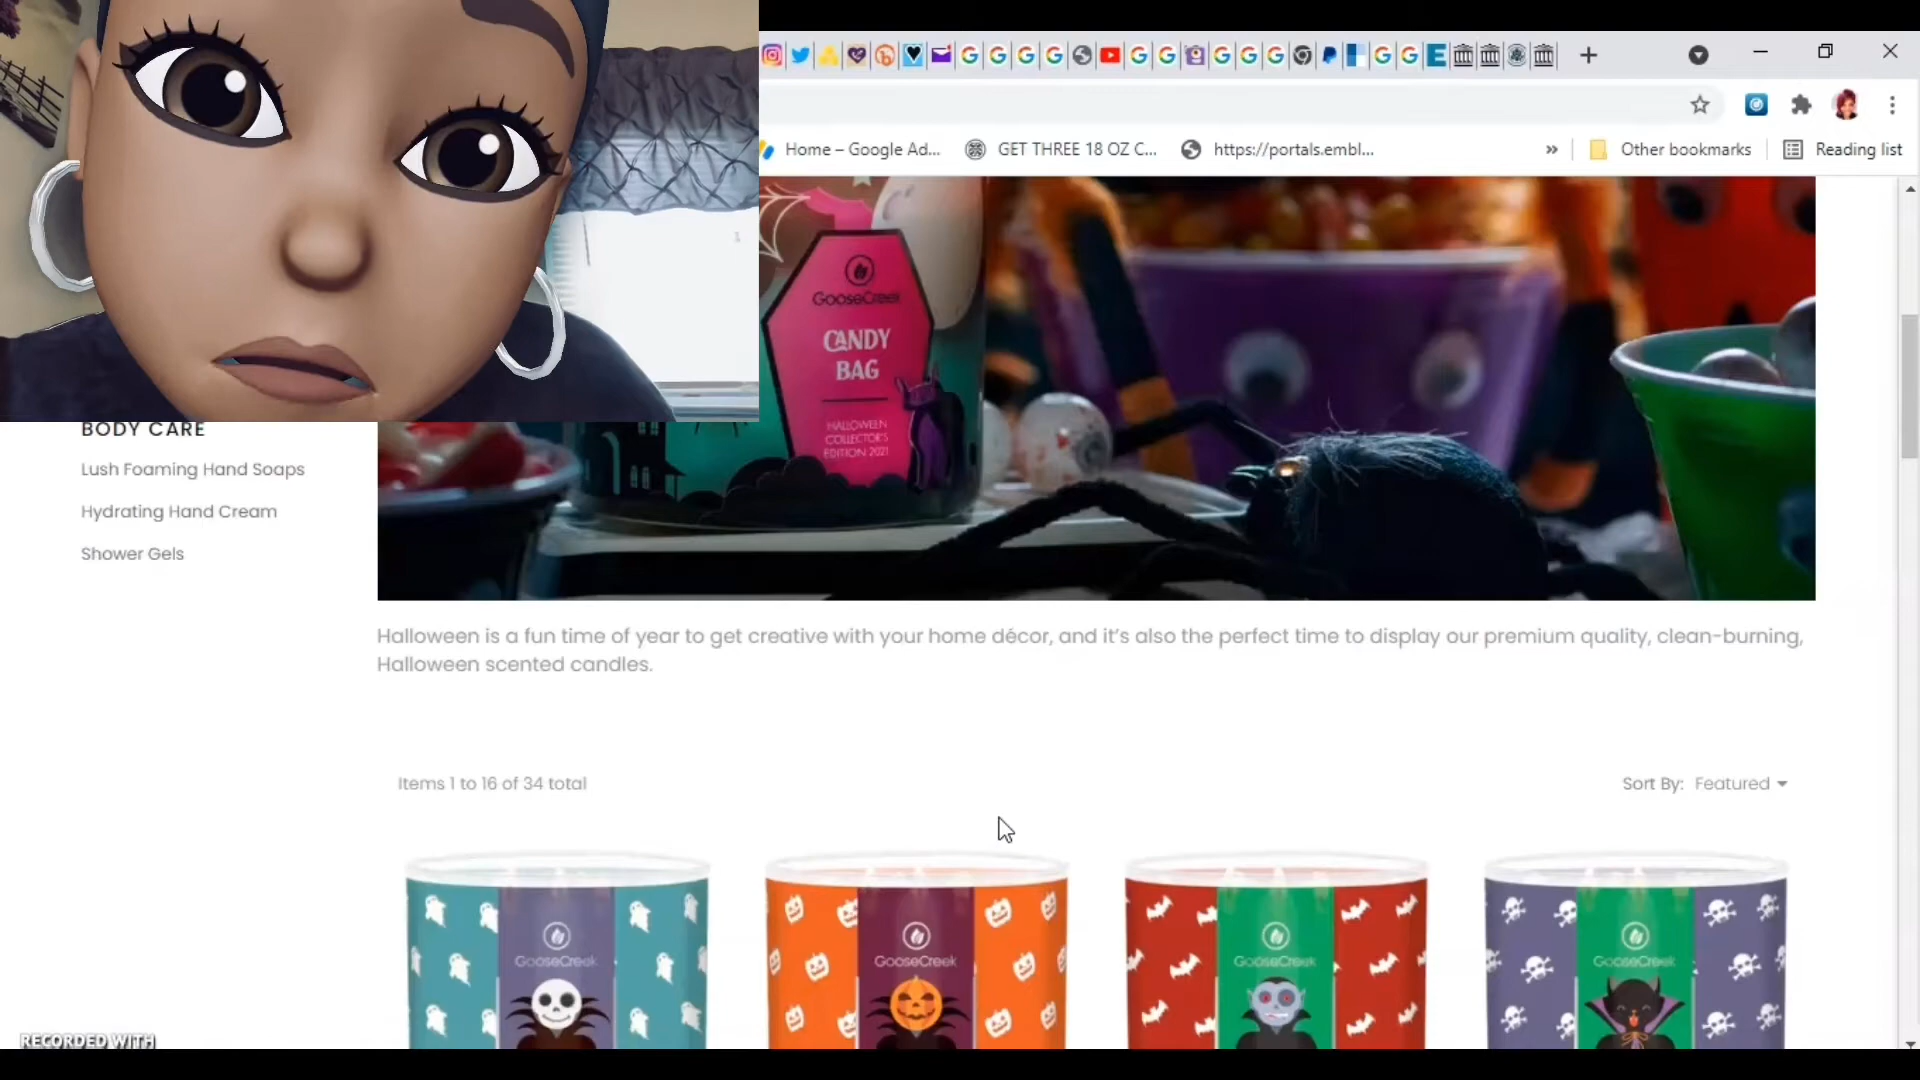 Home – Google Ad...
GET THREE 18 OZ C...
https://portals.embl...
»
Other bookmarks
Reading list
GooseCreek
CANDY
BAG
HALLOWEEN
COLLECTOR'S
EDITION 2021
BODY CARE
Lush Foaming Hand Soaps
Hydrating Hand Cream
Shower Gels
Halloween is a fun time of year to get creative with your home décor, and it's also the perfect time to display our premium quality, clean-burning,
Halloween scented candles.
Items 1 to 16 of 34 total
Sort By: Featured
GooseCreek
GooseCreek
GooseCreek
GooseCreek
RECORDED WITH